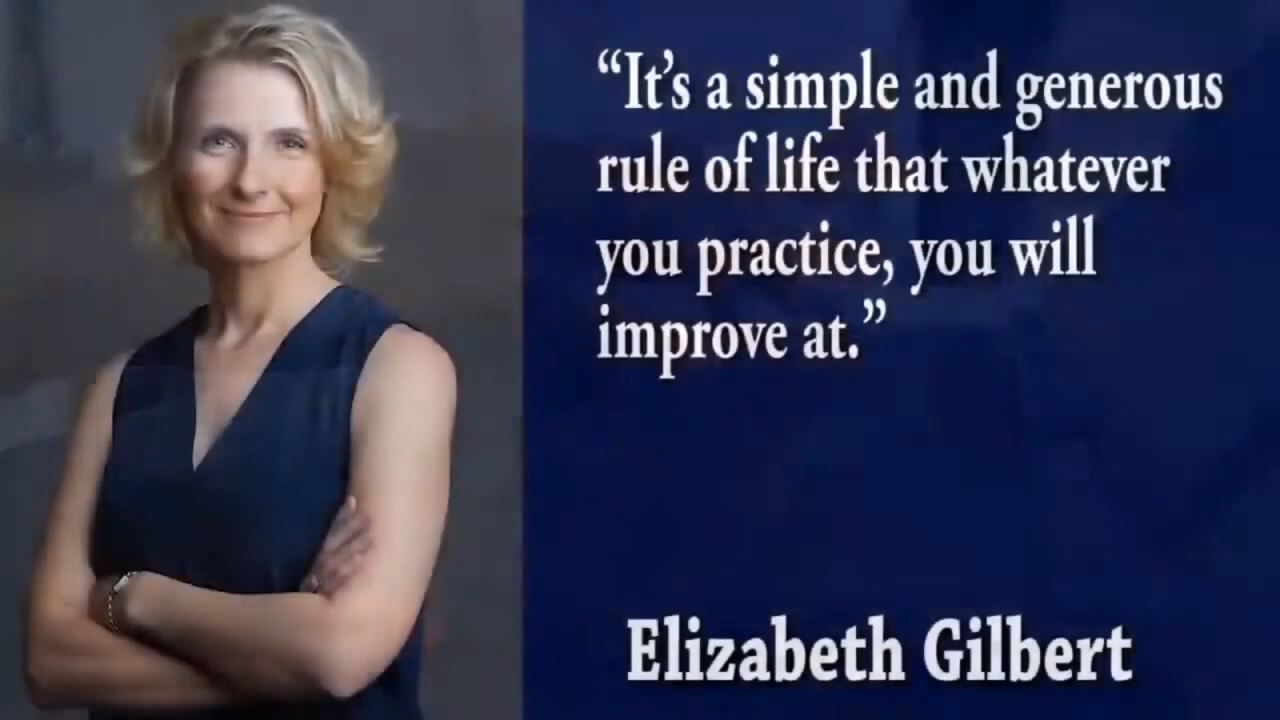 “It’s a simple and generous
rule of life that whatever
you practice, you will
improve at.”
Elizabeth Gilbert